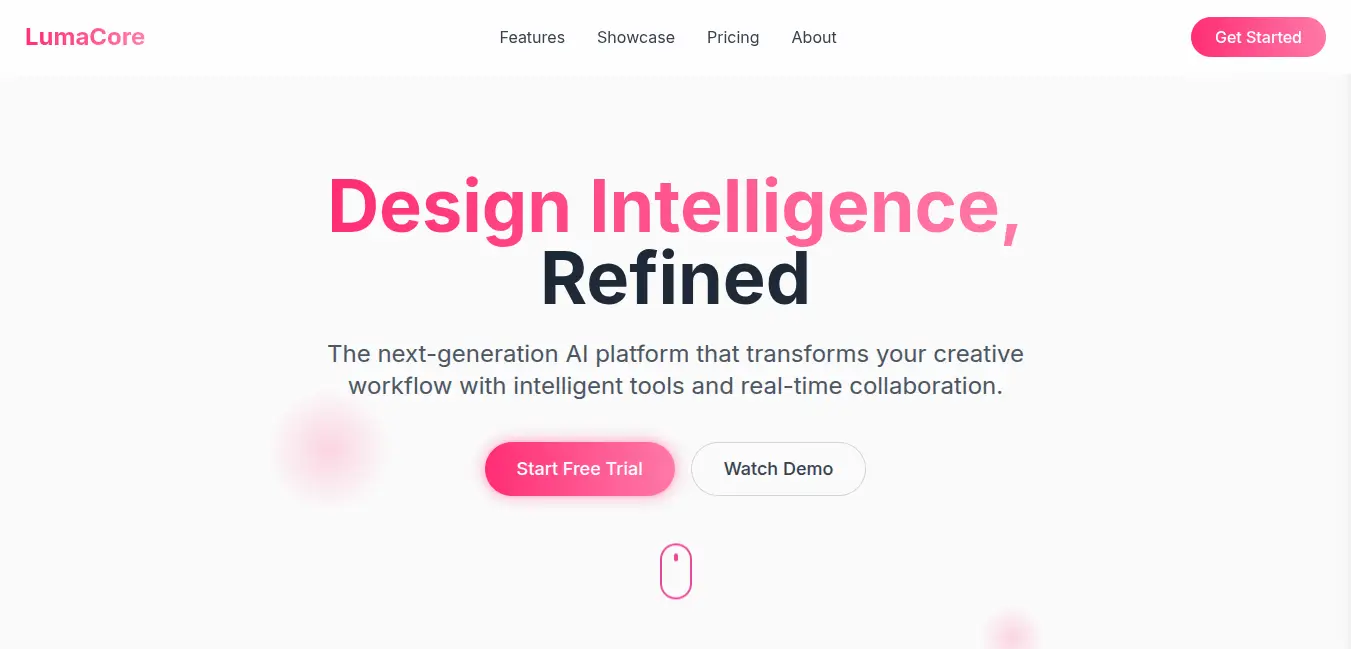 LumaCore
Features
Showcase
Pricing
About
Get Started
Design Intelligence,
Refined
The next-generation AI platform that transforms your creative
workflow with intelligent tools and real-time collaboration.
Start Free Trial
Watch Demo